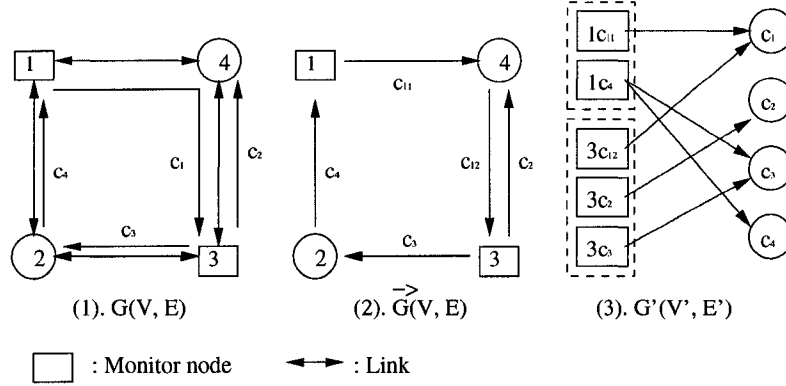 1
4
c₁
c₂
c₄
c₃
2
3
(1). G(V, E)
1
4
c₁₁
c₄
c₁₂
c₂
c₃
2
3
(2). G⃗(V, E)
1c₁₁
1c₄
3c₁₂
3c₂
3c₃
c₁
c₂
c₃
c₄
(3). G'(V', E')
: Monitor node
: Link